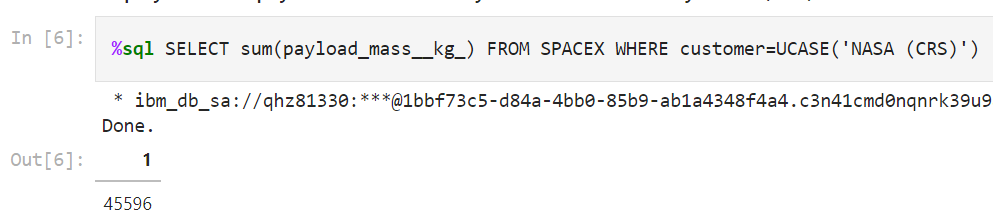 In [6]:
%sql SELECT sum(payload_mass__kg_) FROM SPACEX WHERE customer=UCASE('NASA (CRS)')
* ibm_db_sa://qhz81330:***@1bbf73c5-d84a-4bb0-85b9-ab1a4348f4a4.c3n41cmd0nqnrk39u9
Done.
Out[6]:
1
45596